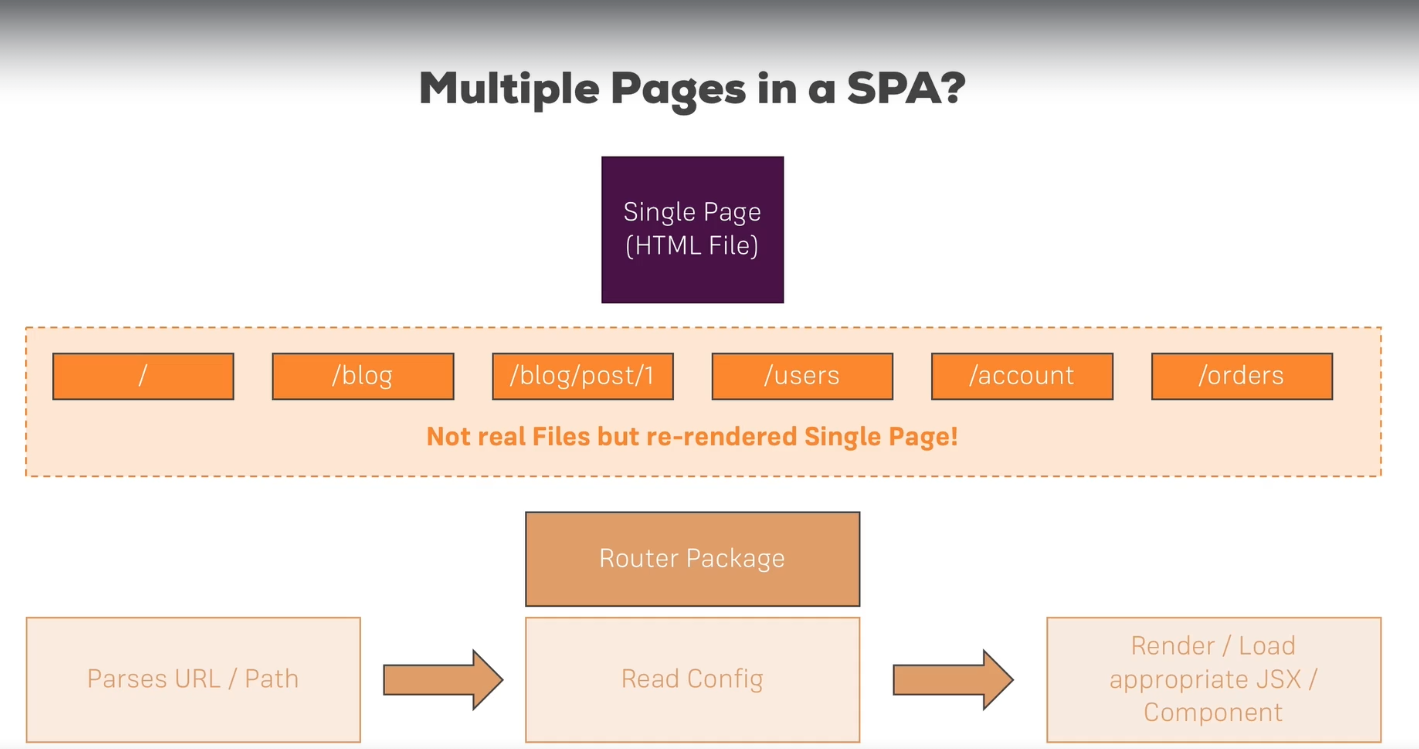 Multiple Pages in a SPA?
Single Page
(HTML File)
/
/blog
/blog/post/1
/users
/account
/orders
Not real Files but re-rendered Single Page!
Router Package
Parses URL / Path
Read Config
Render / Load
appropriate JSX /
Component